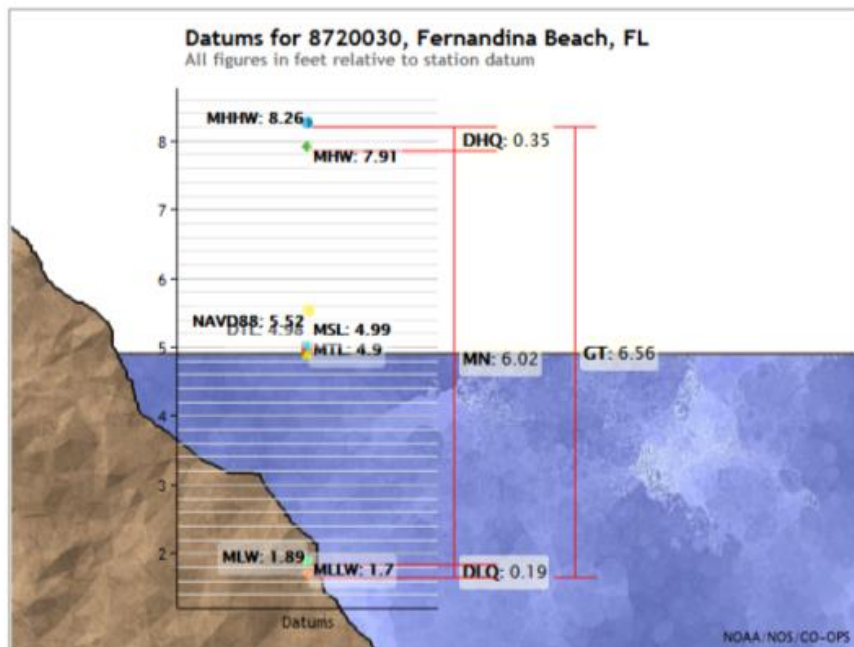 Datums for 8720030, Fernandina Beach, FL
All figures in feet relative to station datum
MHHW: 8.26
DHQ: 0.35
8
MHW: 7.91
7
6
NAVD88: 5.52
DTL: 4.98
MSL: 4.99
5
MTL: 4.9
MN: 6.02
GT: 6.56
4
3
2
MLW: 1.89
MLLW: 1.7
DLQ: 0.19
Datums
NOAA/NOS/CO-OPS